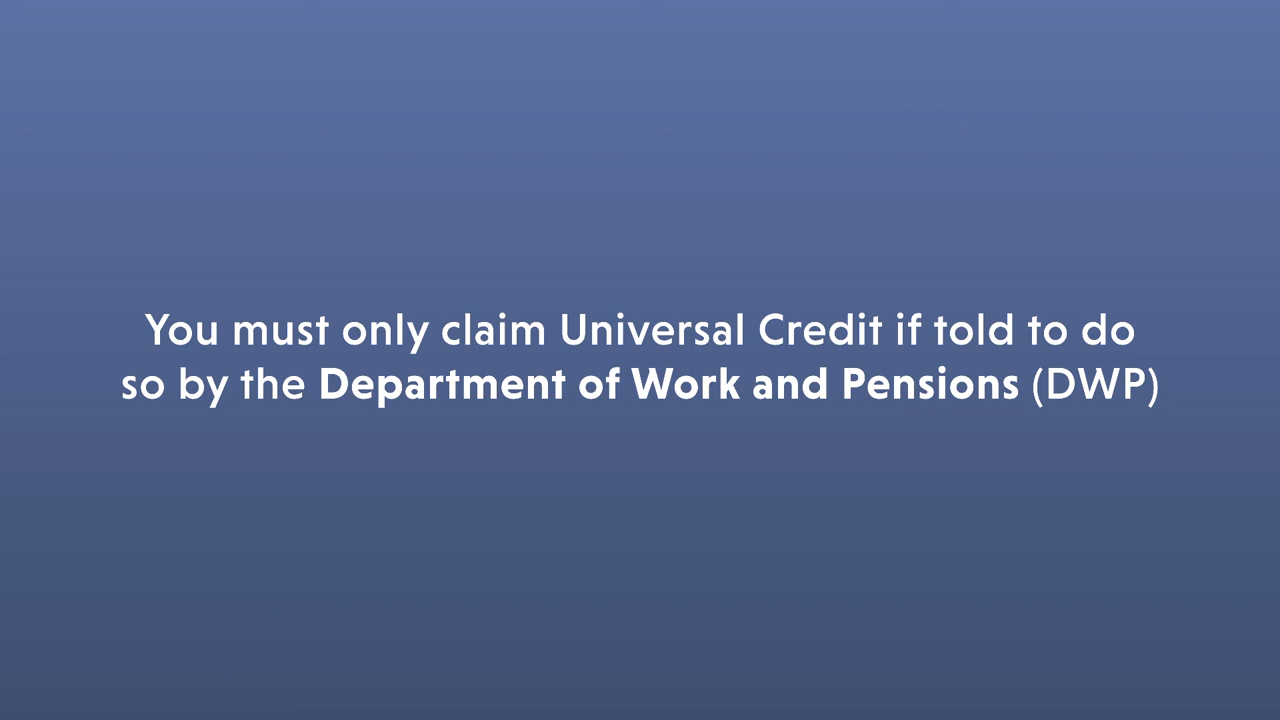 You must only claim Universal Credit if told to do
so by the Department of Work and Pensions (DWP)